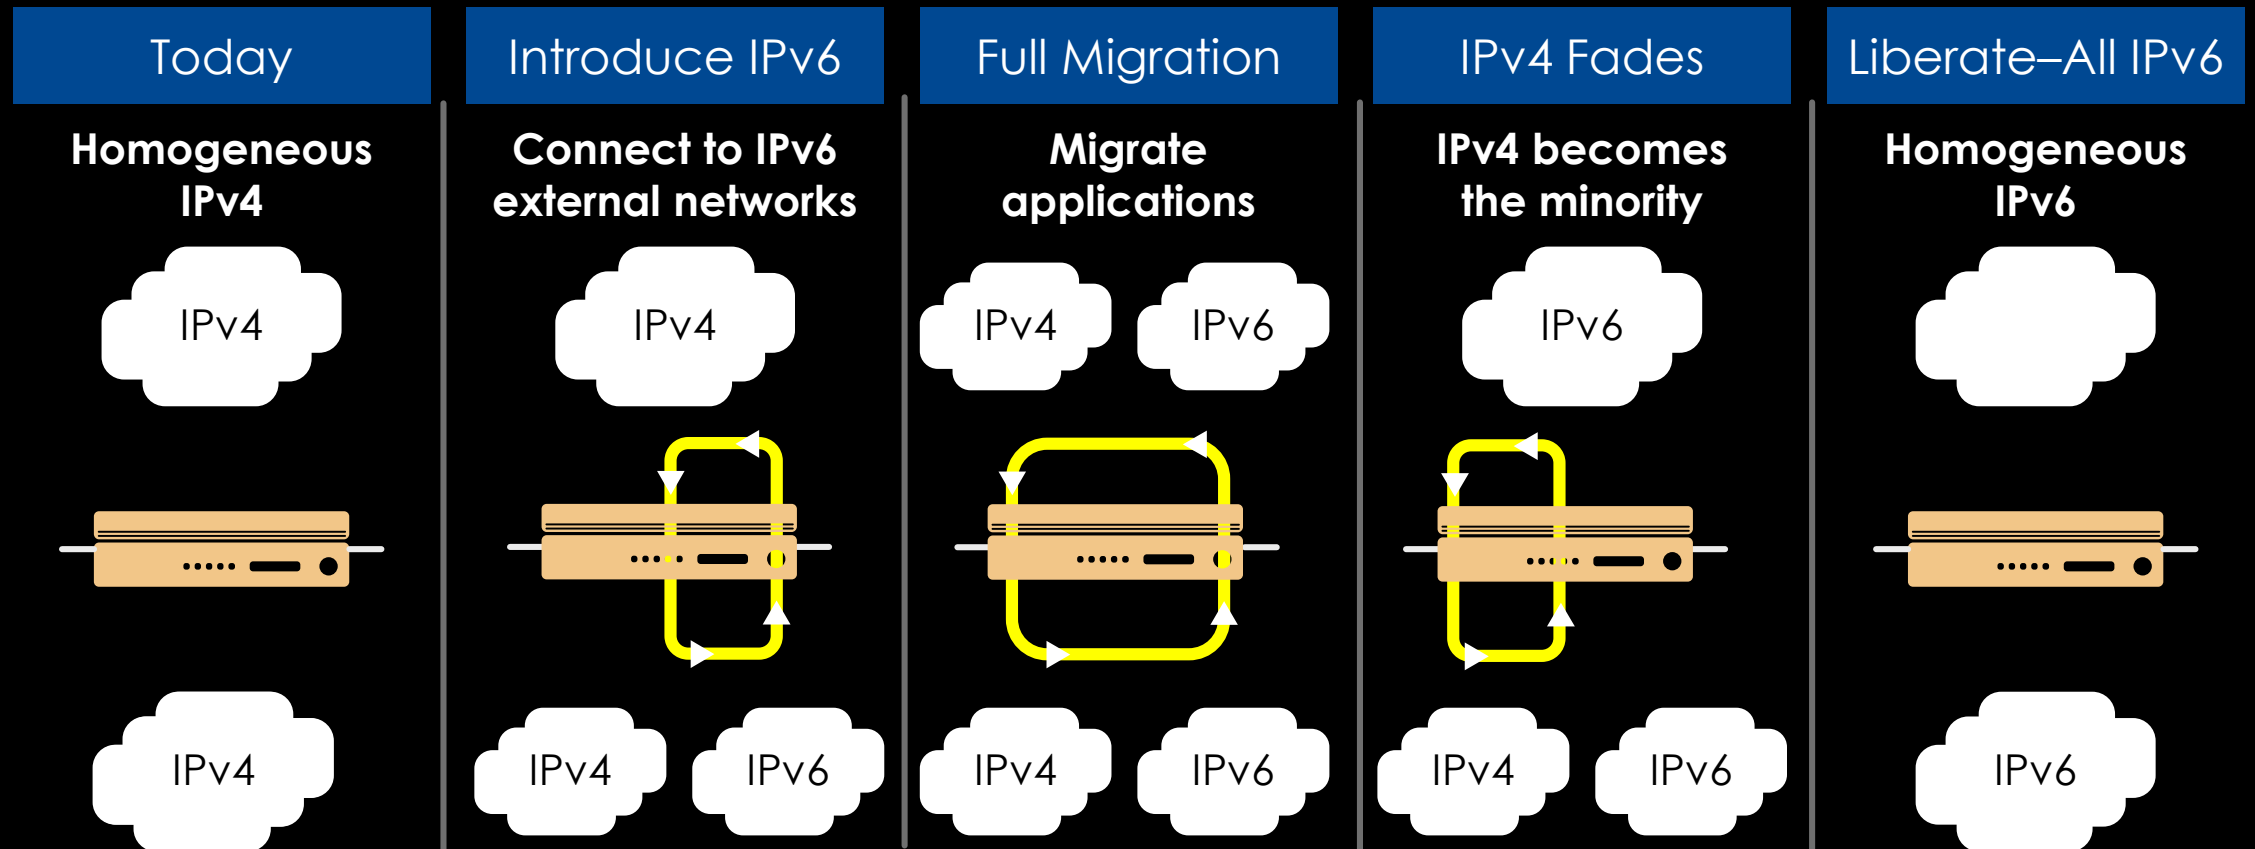 Today
Homogeneous
IPv4
IPv4
IPv4
Introduce IPv6
Connect to IPv6
external networks
IPv4
IPv4
IPv6
Full Migration
Migrate
applications
IPv4
IPv6
IPv4
IPv6
IPv4 Fades
IPv4 becomes
the minority
IPv6
IPv4
IPv6
Liberate–All IPv6
Homogeneous
IPv6
IPv6